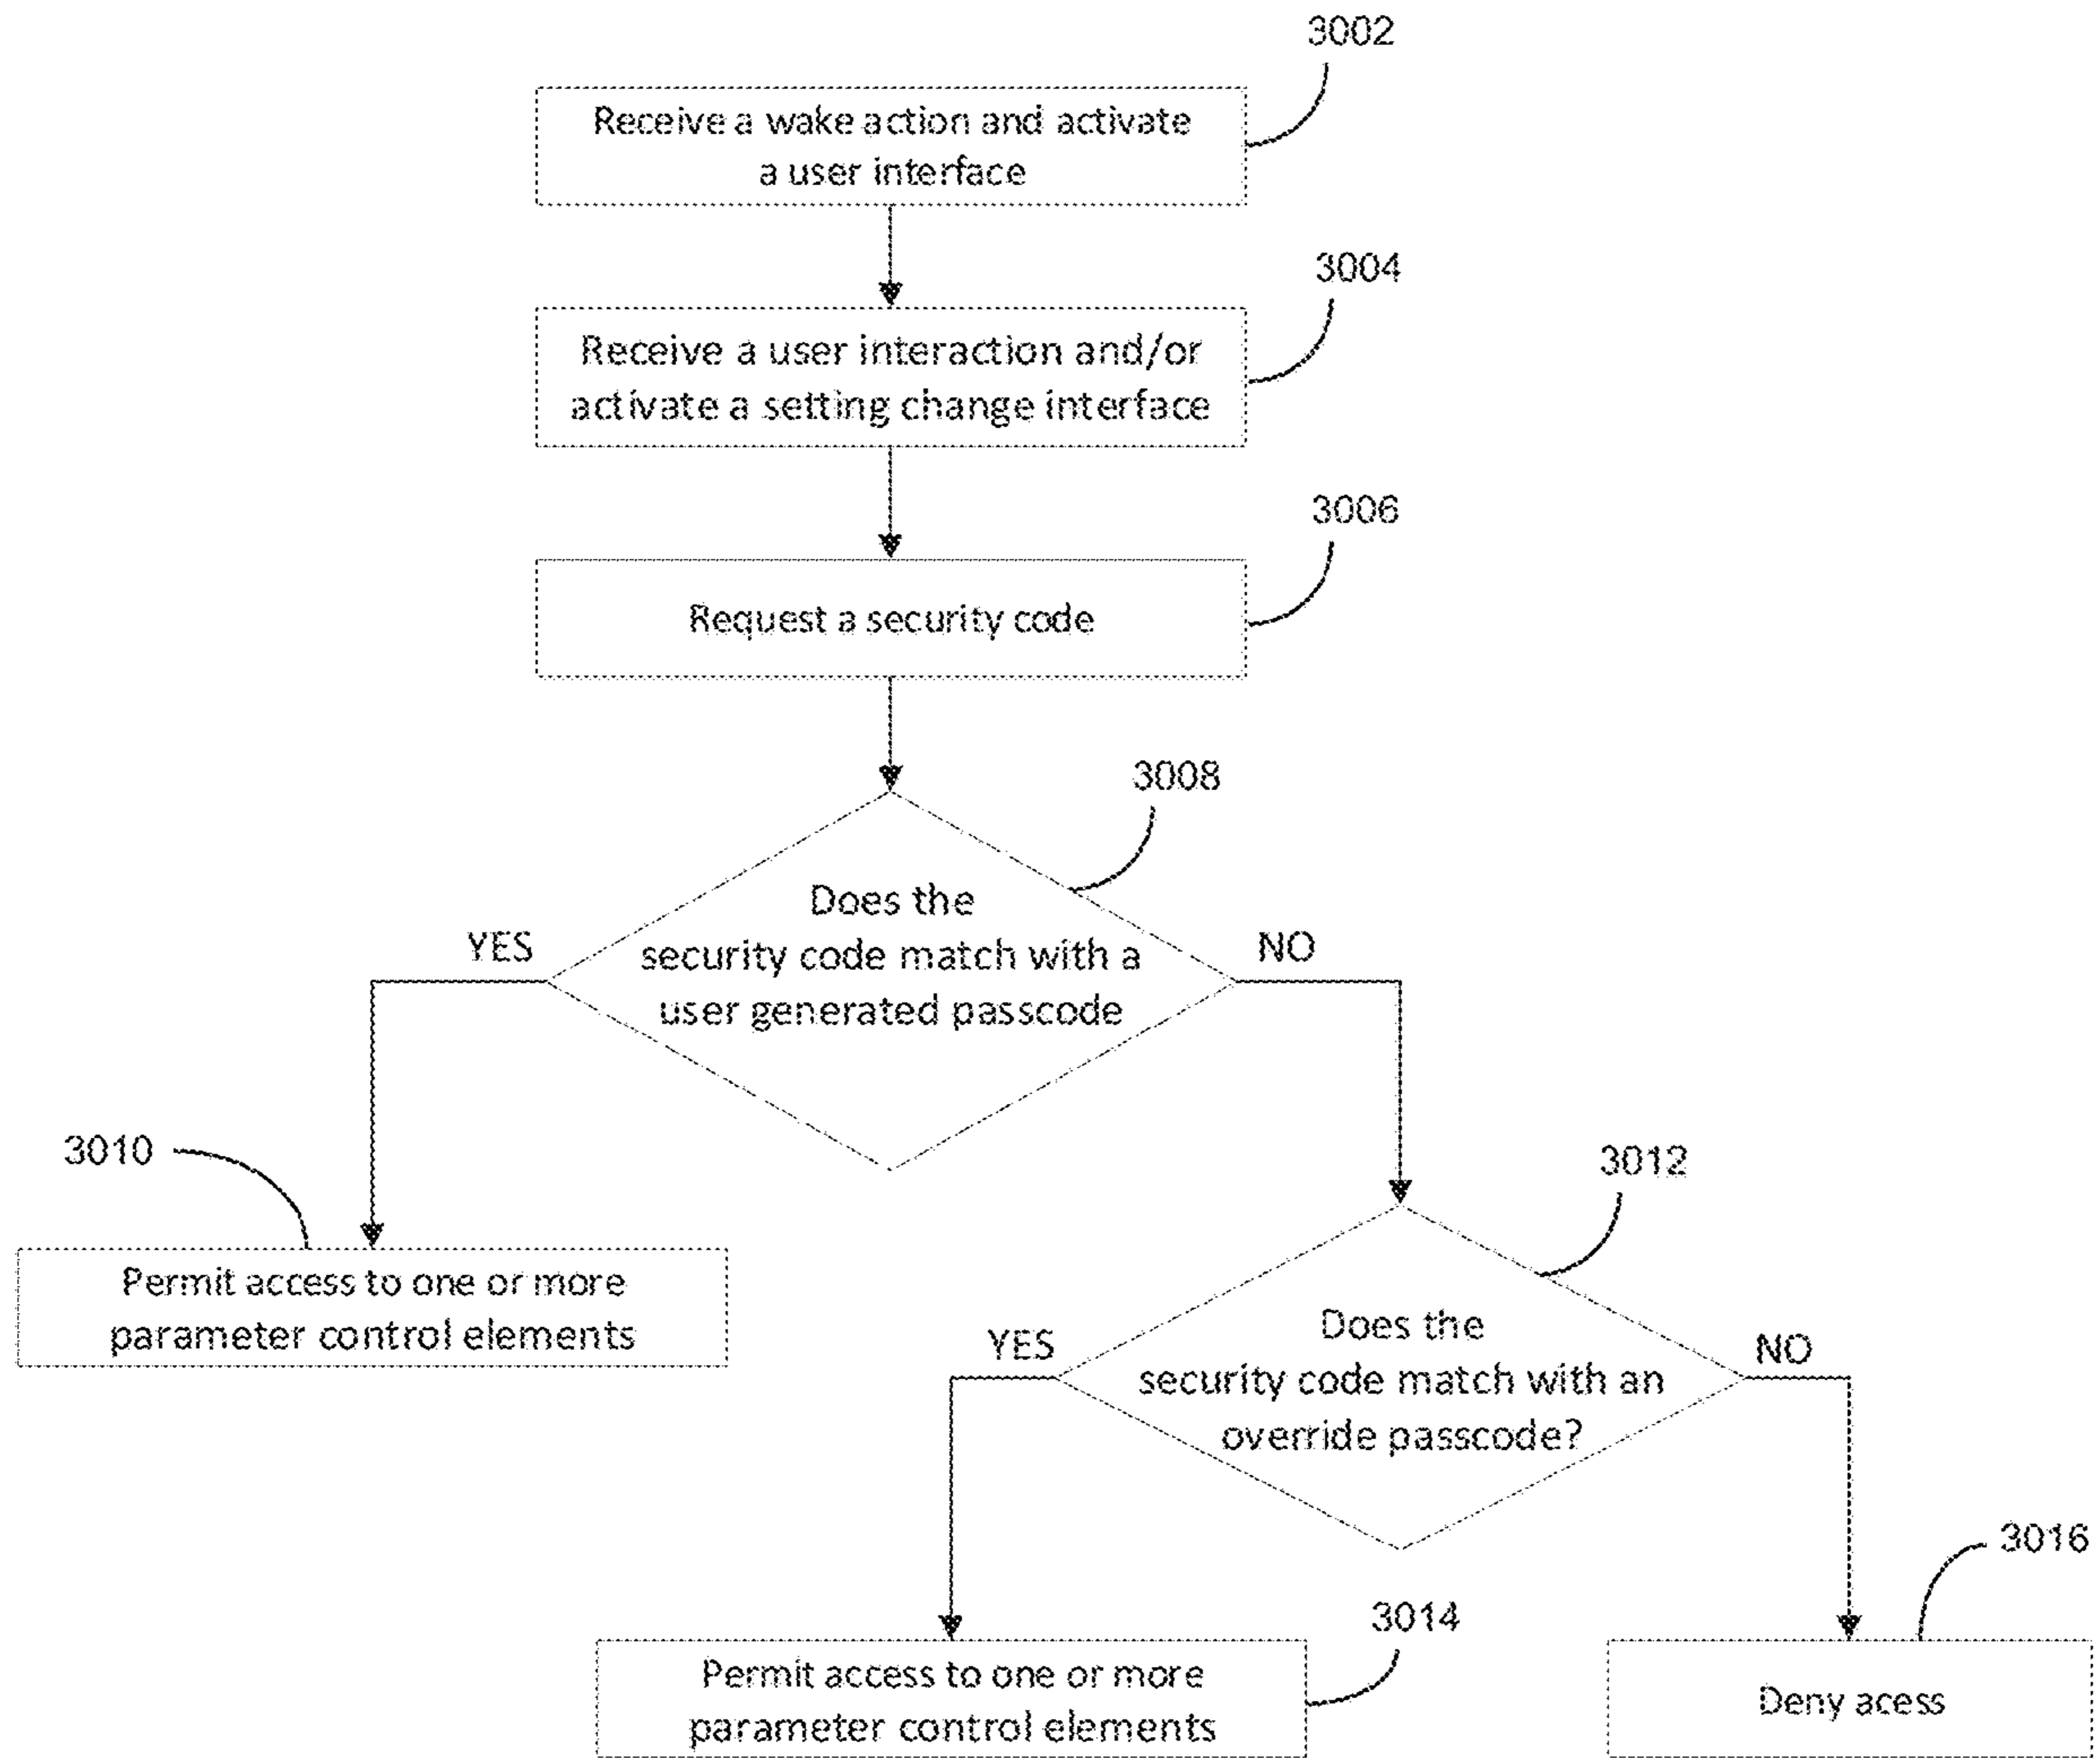 3002
Receive a wake action and activate
a user interface
3004
Receive a user interaction and/or
activate a setting change interface
3006
Request a security code
3008
Does the
security code match with a
user generated passcode
YES
NO
3010
Permit access to one or more
parameter control elements
3012
Does the
security code match with an
override passcode?
YES
NO
3014
Permit access to one or more
parameter control elements
3016
Deny acess